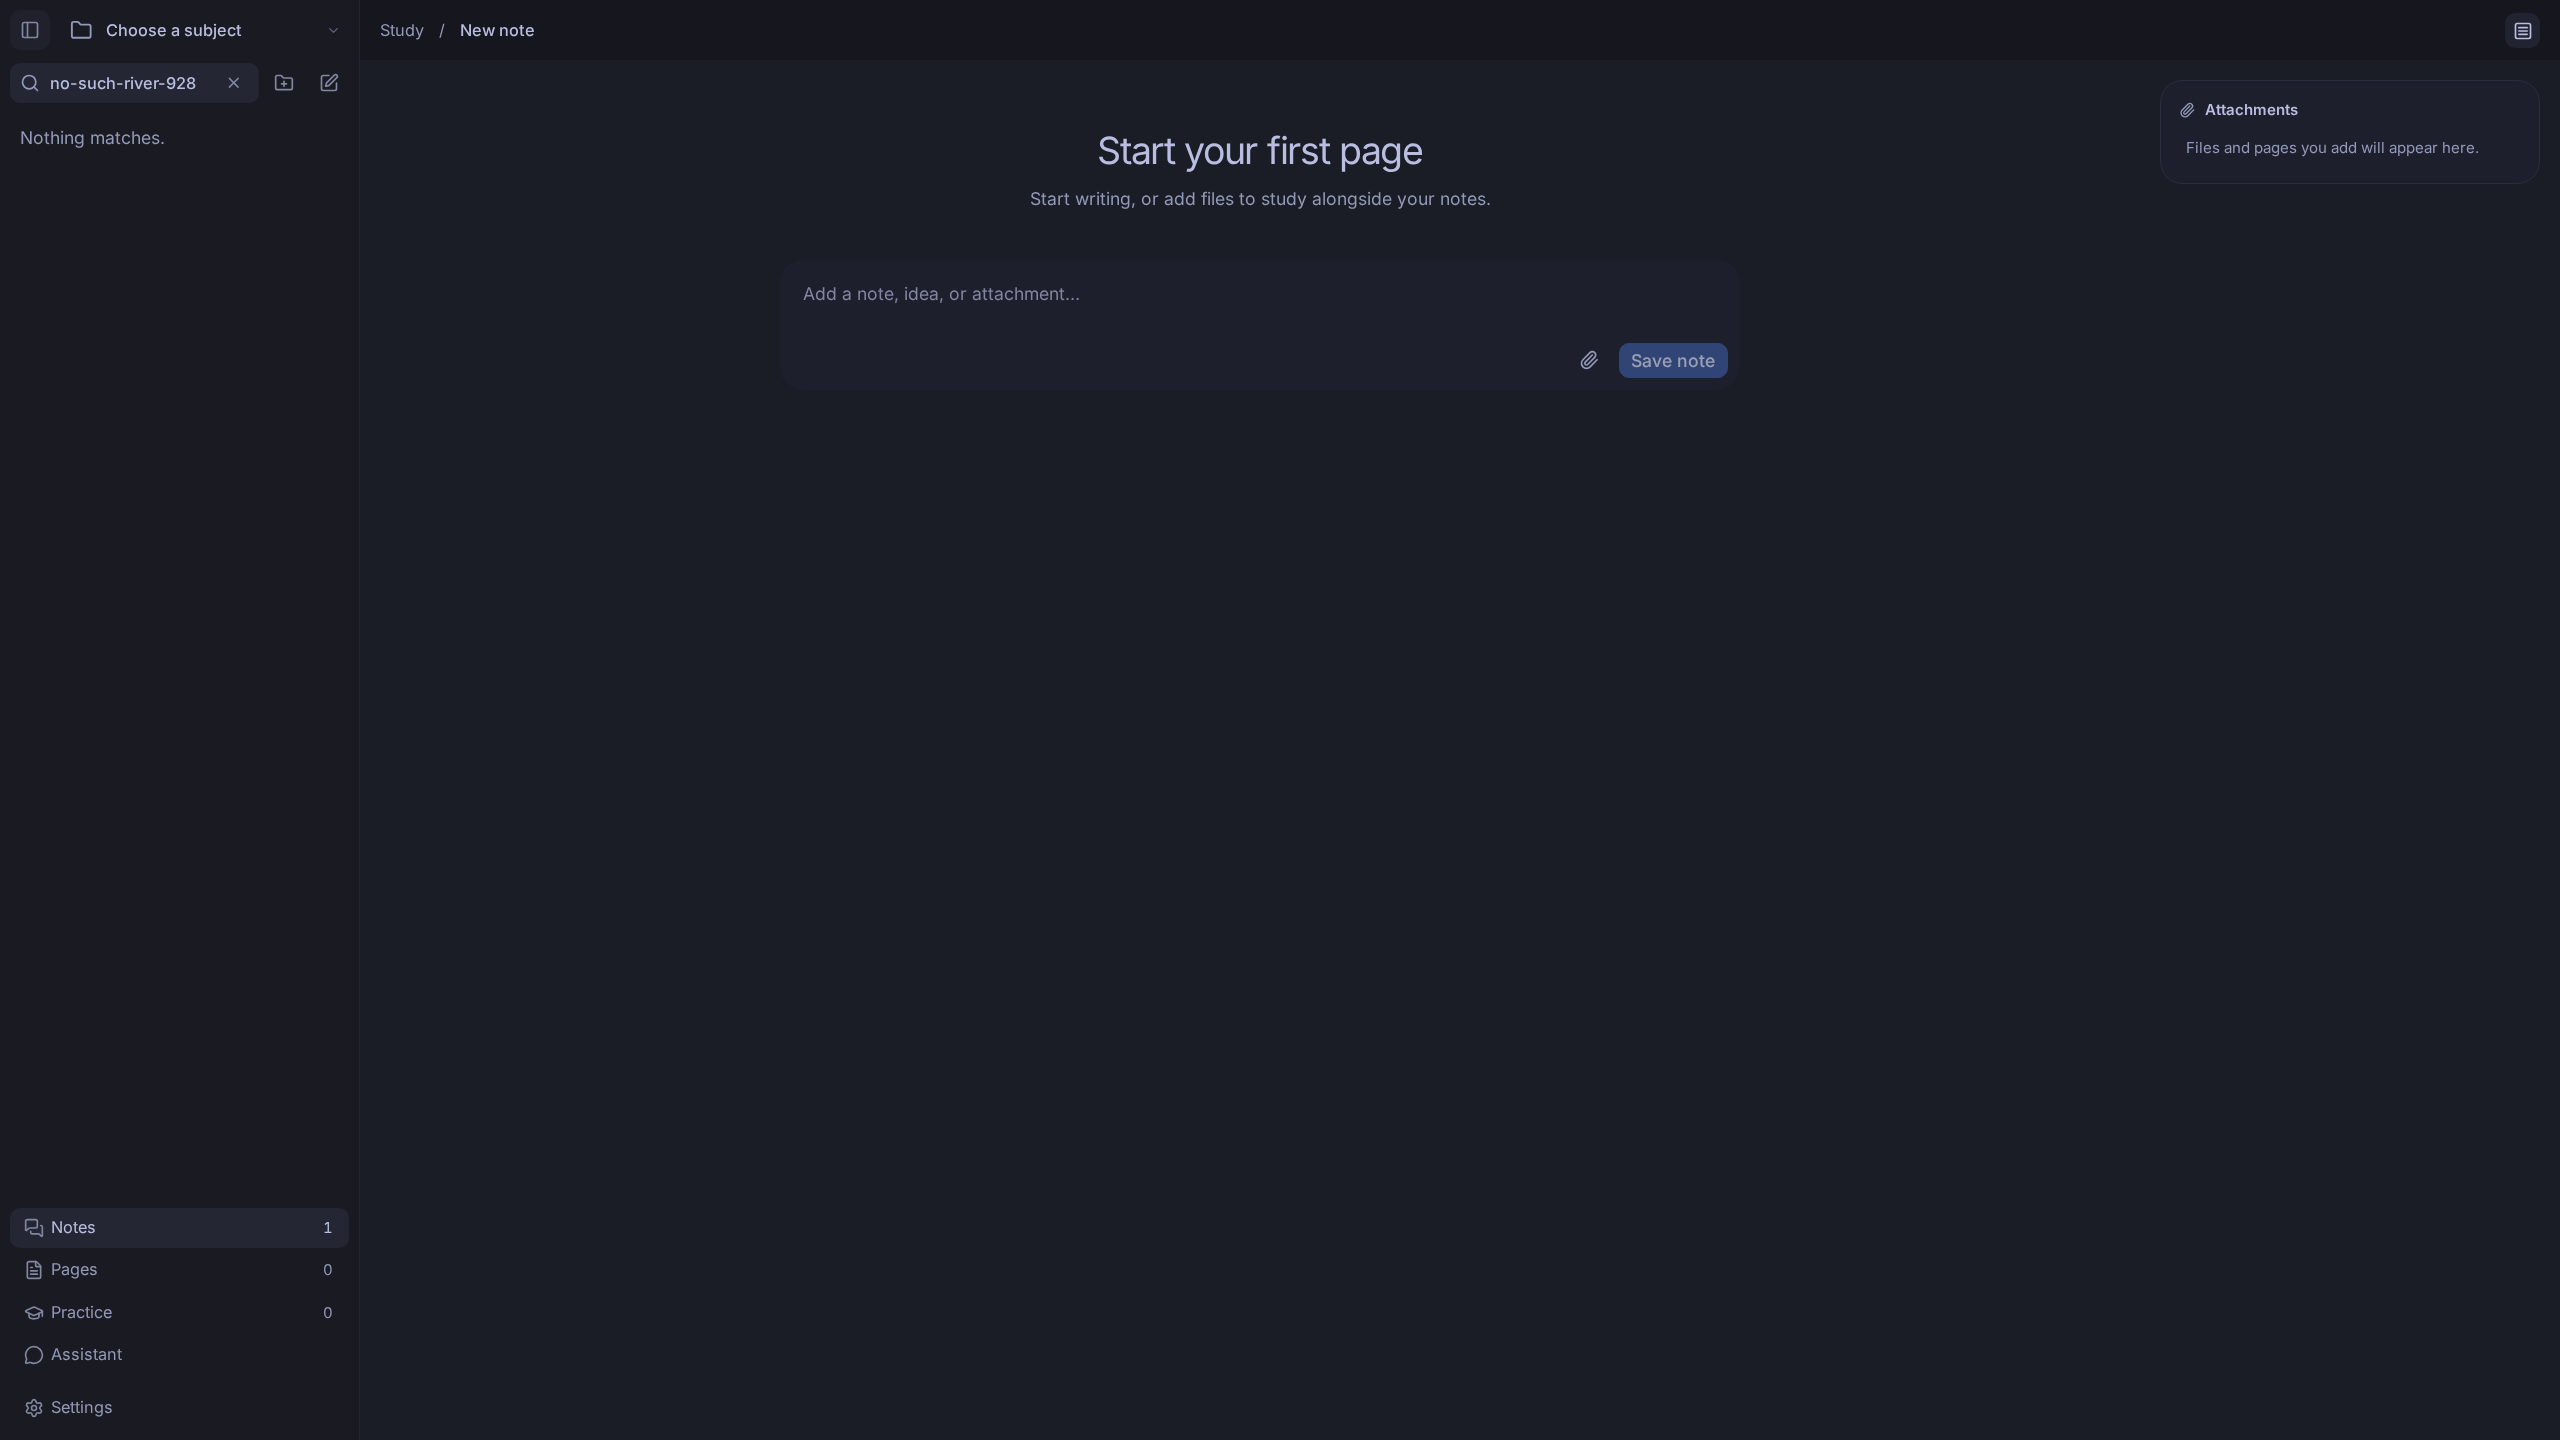 Choose a subject
Study / New note
no-such-river-928
Nothing matches.
Attachments
Files and pages you add will appear here.
Start your first page
Start writing, or add files to study alongside your notes.
Add a note, idea, or attachment...
Save note
Notes 1
Pages 0
Practice 0
Assistant
Settings